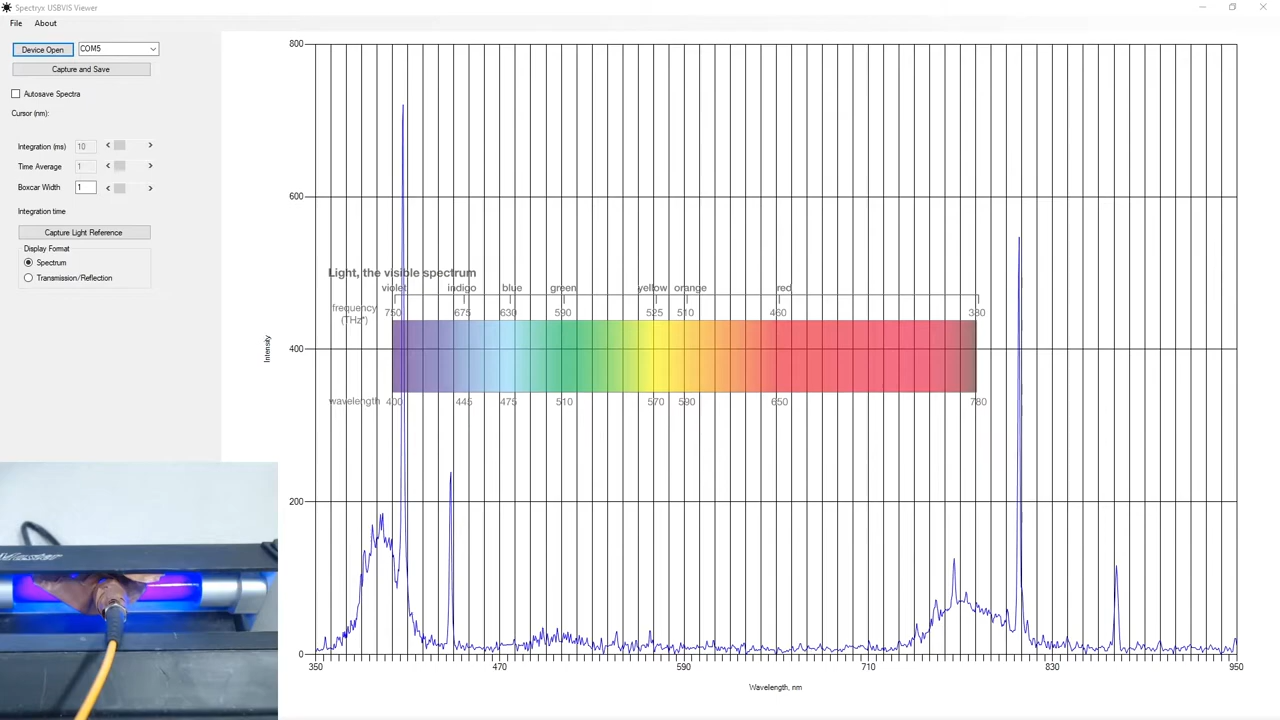 Spectryx USBVIS Viewer
File About
Device Open COM5
Capture and Save
Autosave Spectra
Cursor (nm):
Integration (ms) 10 < >
Time Average 1 < >
Boxcar Width 1 < >
Integration time
Capture Light Reference
Display Format
Spectrum
Transmission/Reflection
800
600
400
200
0
Intensity
Light, the visible spectrum
violet indigo blue green yellow orange red
frequency (THz*) 750 675 630 590 525 510 460 330
wavelength 400 445 475 510 570 590 650 780
350 470 590 710 830 950
Wavelength, nm